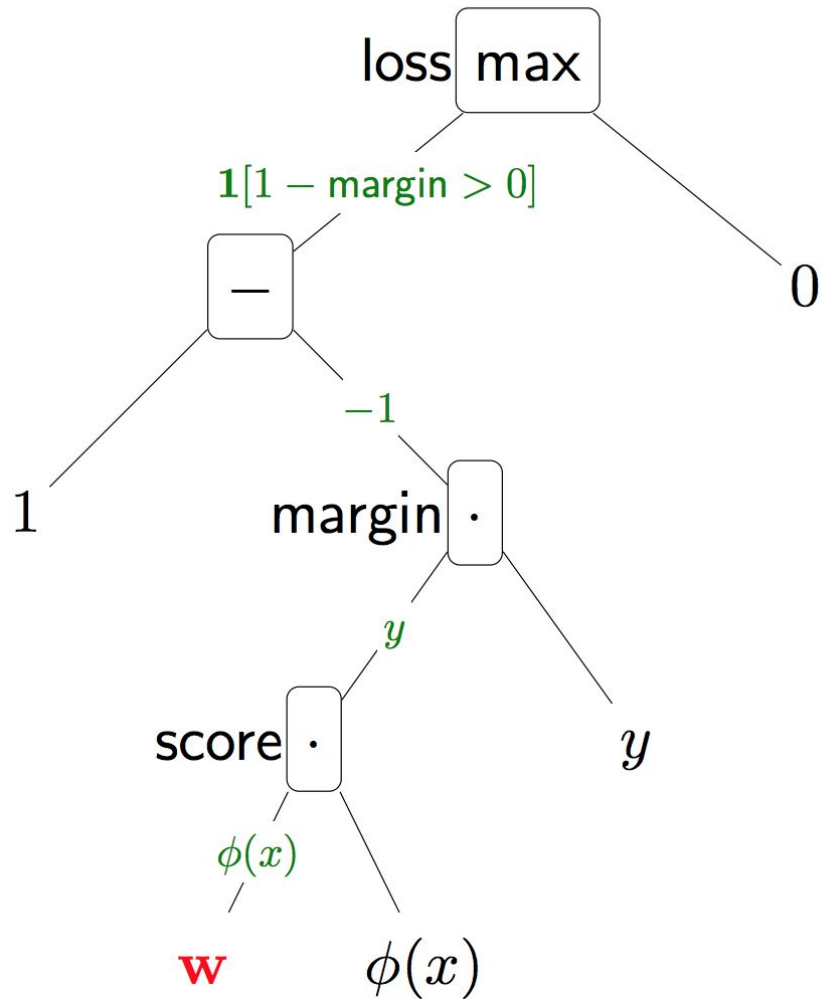 loss max
1[1 − margin > 0]
−
0
−1
1
margin ·
y
score ·
y
ϕ(x)
w
ϕ(x)